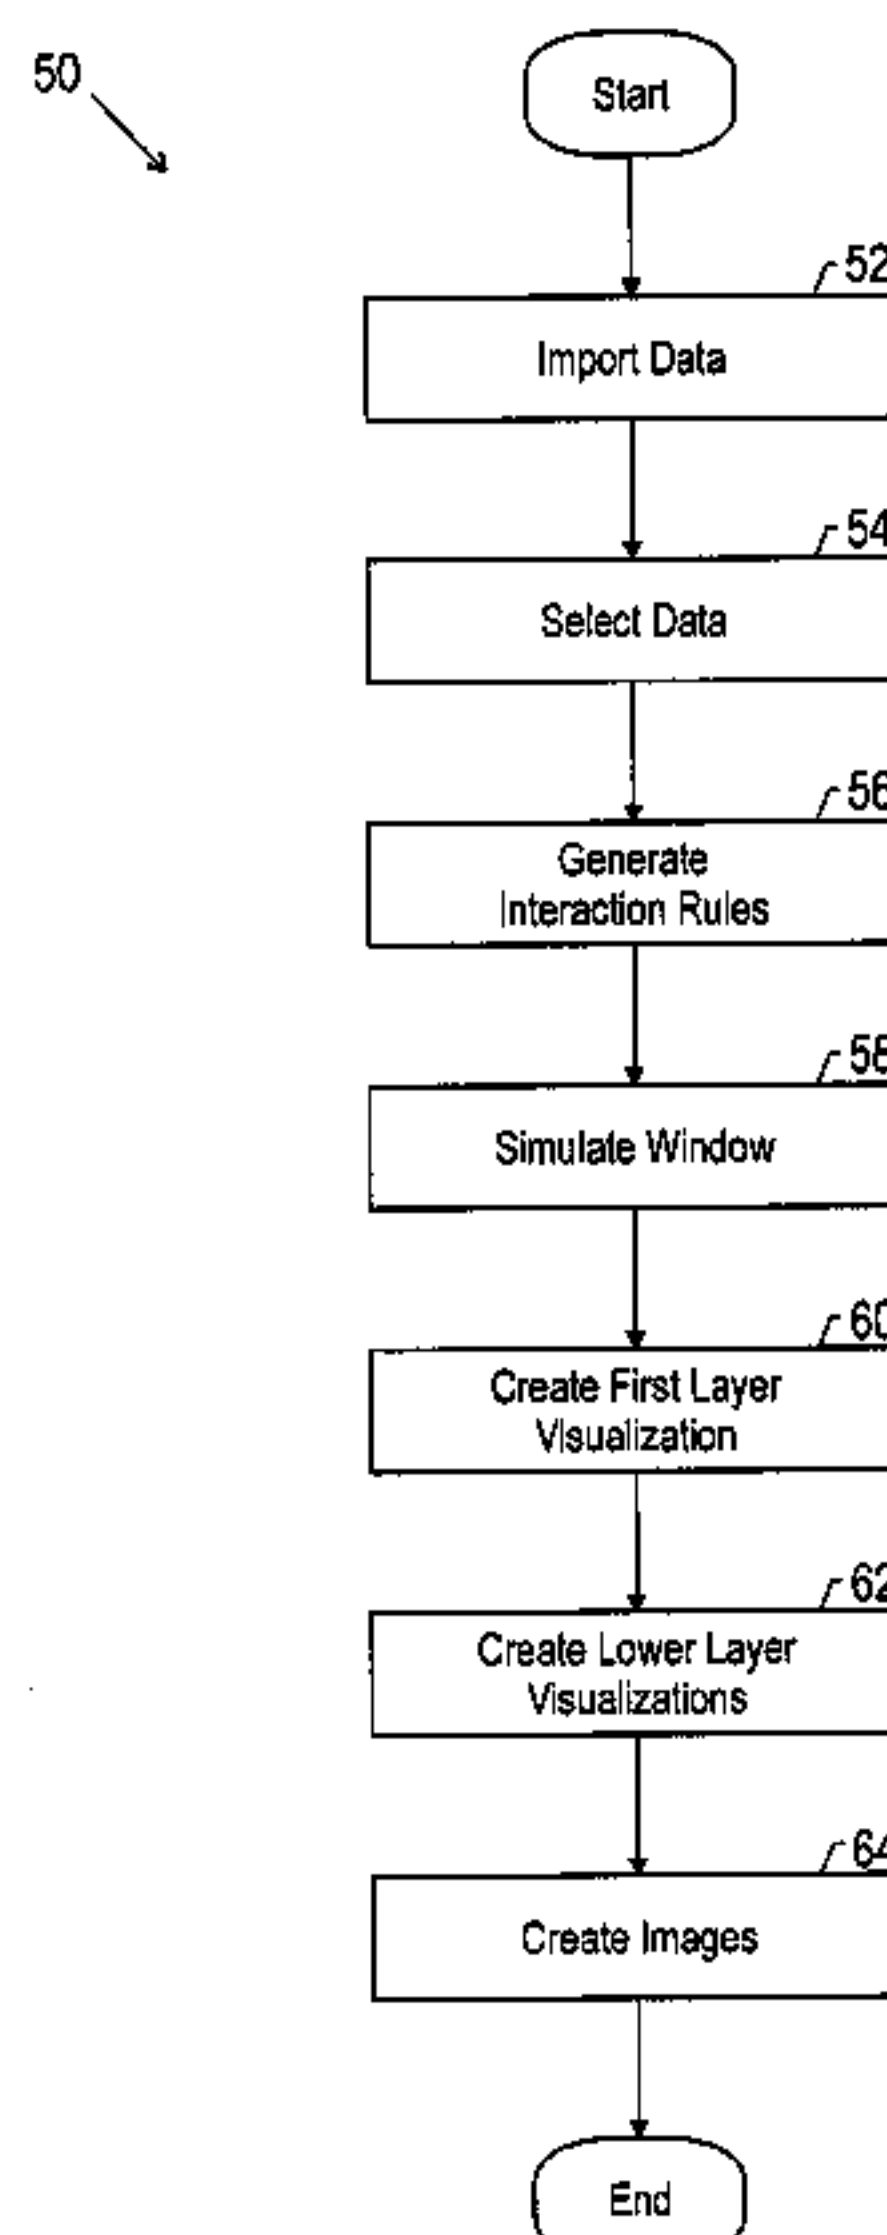 50
Start
52
Import Data
54
Select Data
56
Generate
Interaction Rules
58
Simulate Window
60
Create First Layer
Visualization
62
Create Lower Layer
Visualizations
64
Create Images
End